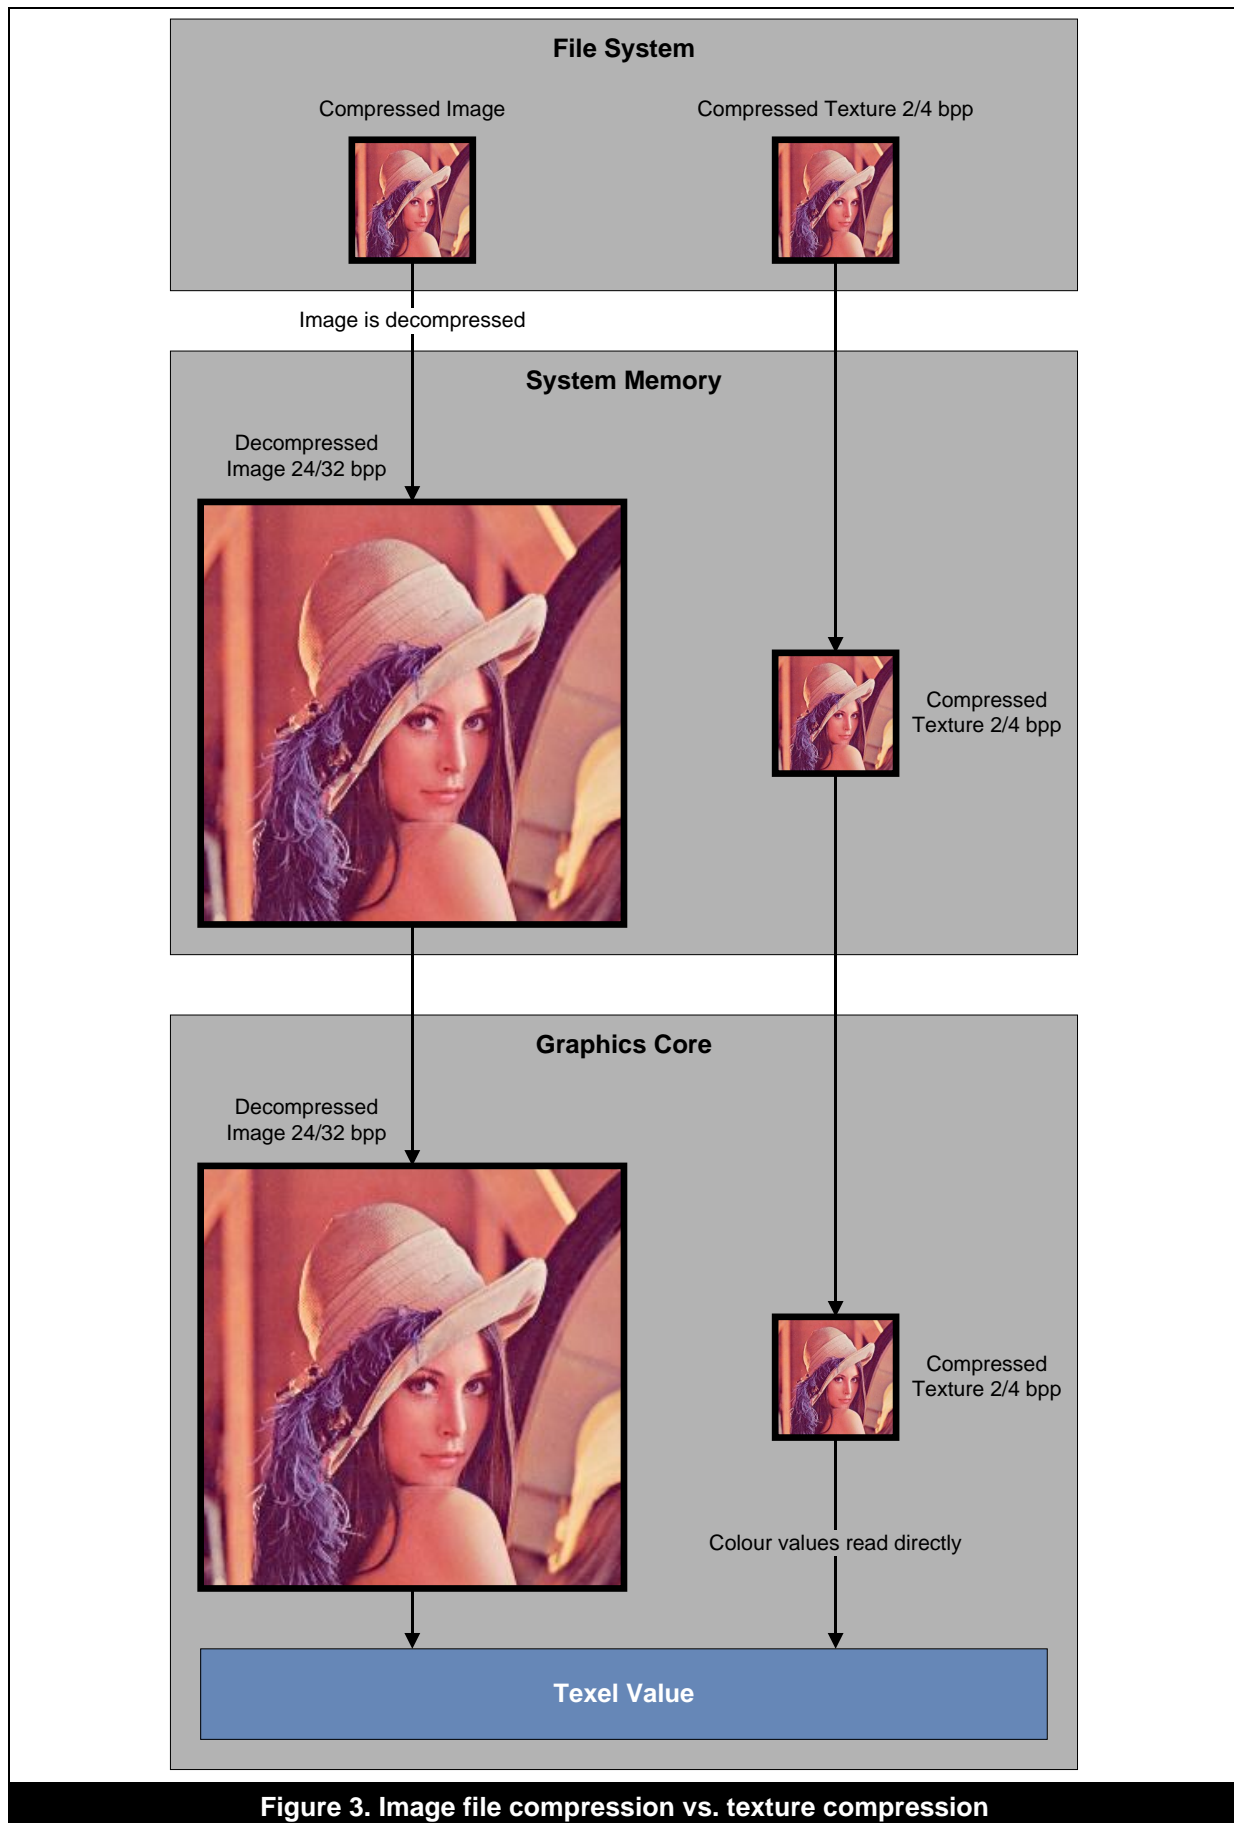 File System
Compressed Image
Compressed Texture 2/4 bpp
Image is decompressed
System Memory
Decompressed
Image 24/32 bpp
Compressed
Texture 2/4 bpp
Graphics Core
Decompressed
Image 24/32 bpp
Compressed
Texture 2/4 bpp
Colour values read directly
Texel Value
Figure 3. Image file compression vs. texture compression